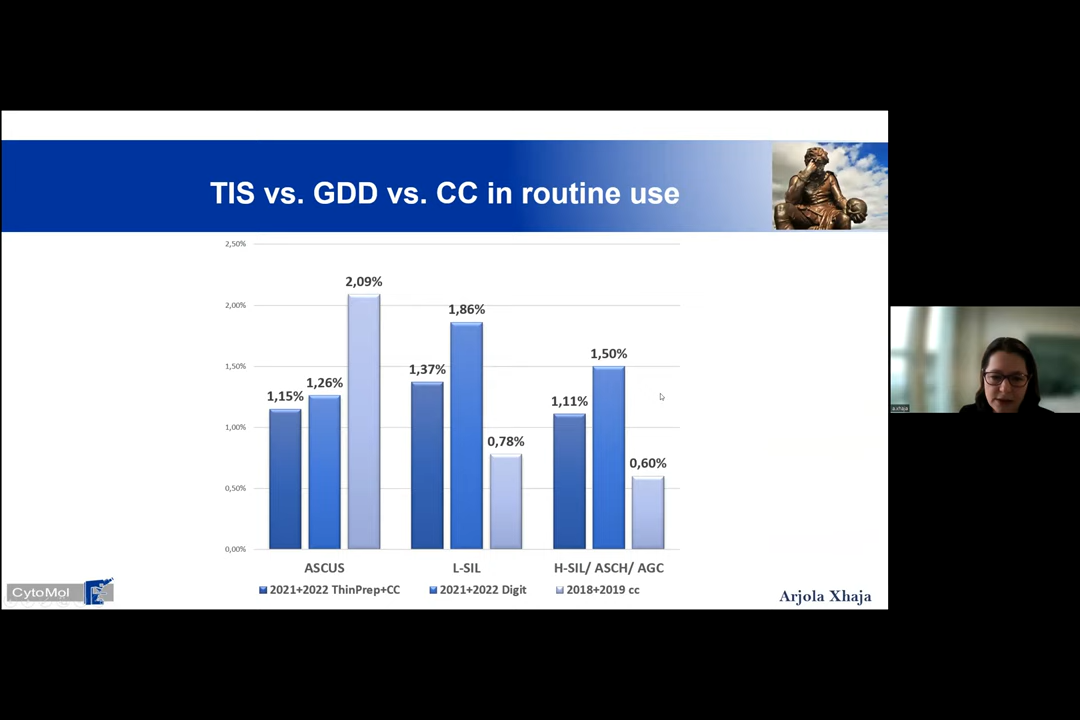 TIS vs. GDD vs. CC in routine use
2,50%
2,00%
1,50%
1,00%
0,50%
0,00%
1,15%
1,26%
2,09%
1,37%
1,86%
0,78%
1,11%
1,50%
0,60%
ASCUS
L-SIL
H-SIL/ ASCH/ AGC
2021+2022 ThinPrep+CC
2021+2022 Digit
2018+2019 cc
CytoMol
Arjola Xhaja
a.xhaja